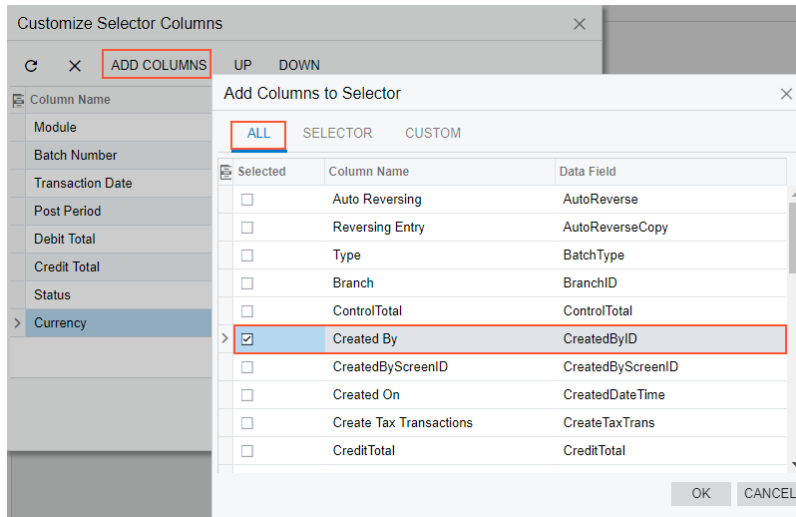 Customize Selector Columns
ADD COLUMNS UP DOWN
Column Name
Module
Batch Number
Transaction Date
Post Period
Debit Total
Credit Total
Status
Currency
Add Columns to Selector
ALL SELECTOR CUSTOM
Selected Column Name Data Field
Auto Reversing AutoReverse
Reversing Entry AutoReverseCopy
Type BatchType
Branch BranchID
ControlTotal ControlTotal
Created By CreatedByID
CreatedByScreenID CreatedByScreenID
Created On CreatedDateTime
Create Tax Transactions CreateTaxTrans
CreditTotal CreditTotal
OK CANCEL